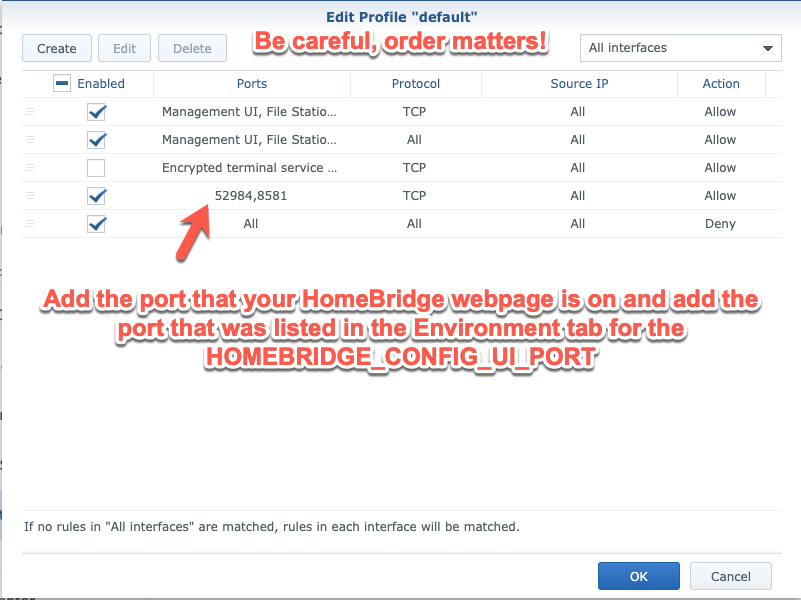 Edit Profile "default"
Create Edit Delete Be careful, order matters! All interfaces
Enabled Ports Protocol Source IP Action
Management UI, File Statio... TCP All Allow
Management UI, File Statio... All All Allow
Encrypted terminal service ... TCP All Allow
52984,8581 TCP All Allow
All All All Deny
Add the port that your HomeBridge webpage is on and add the
port that was listed in the Environment tab for the
HOMEBRIDGE_CONFIG_UI_PORT
If no rules in "All interfaces" are matched, rules in each interface will be matched.
OK Cancel